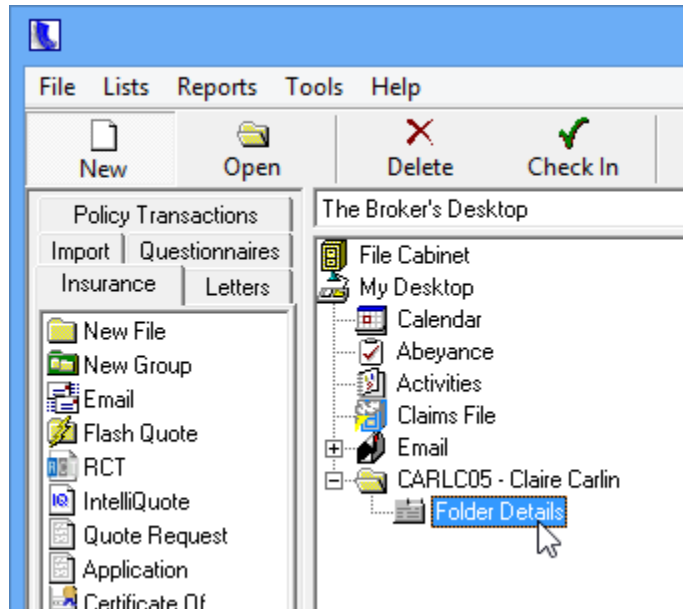 File Lists Reports Tools Help
New Open Delete Check In
Policy Transactions
Import Questionnaires
Insurance Letters
New File
New Group
Email
Flash Quote
RCT
IntelliQuote
Quote Request
Application
Certificate Of
The Broker's Desktop
File Cabinet
My Desktop
Calendar
Abeyance
Activities
Claims File
Email
CARLC05 - Claire Carlin
Folder Details